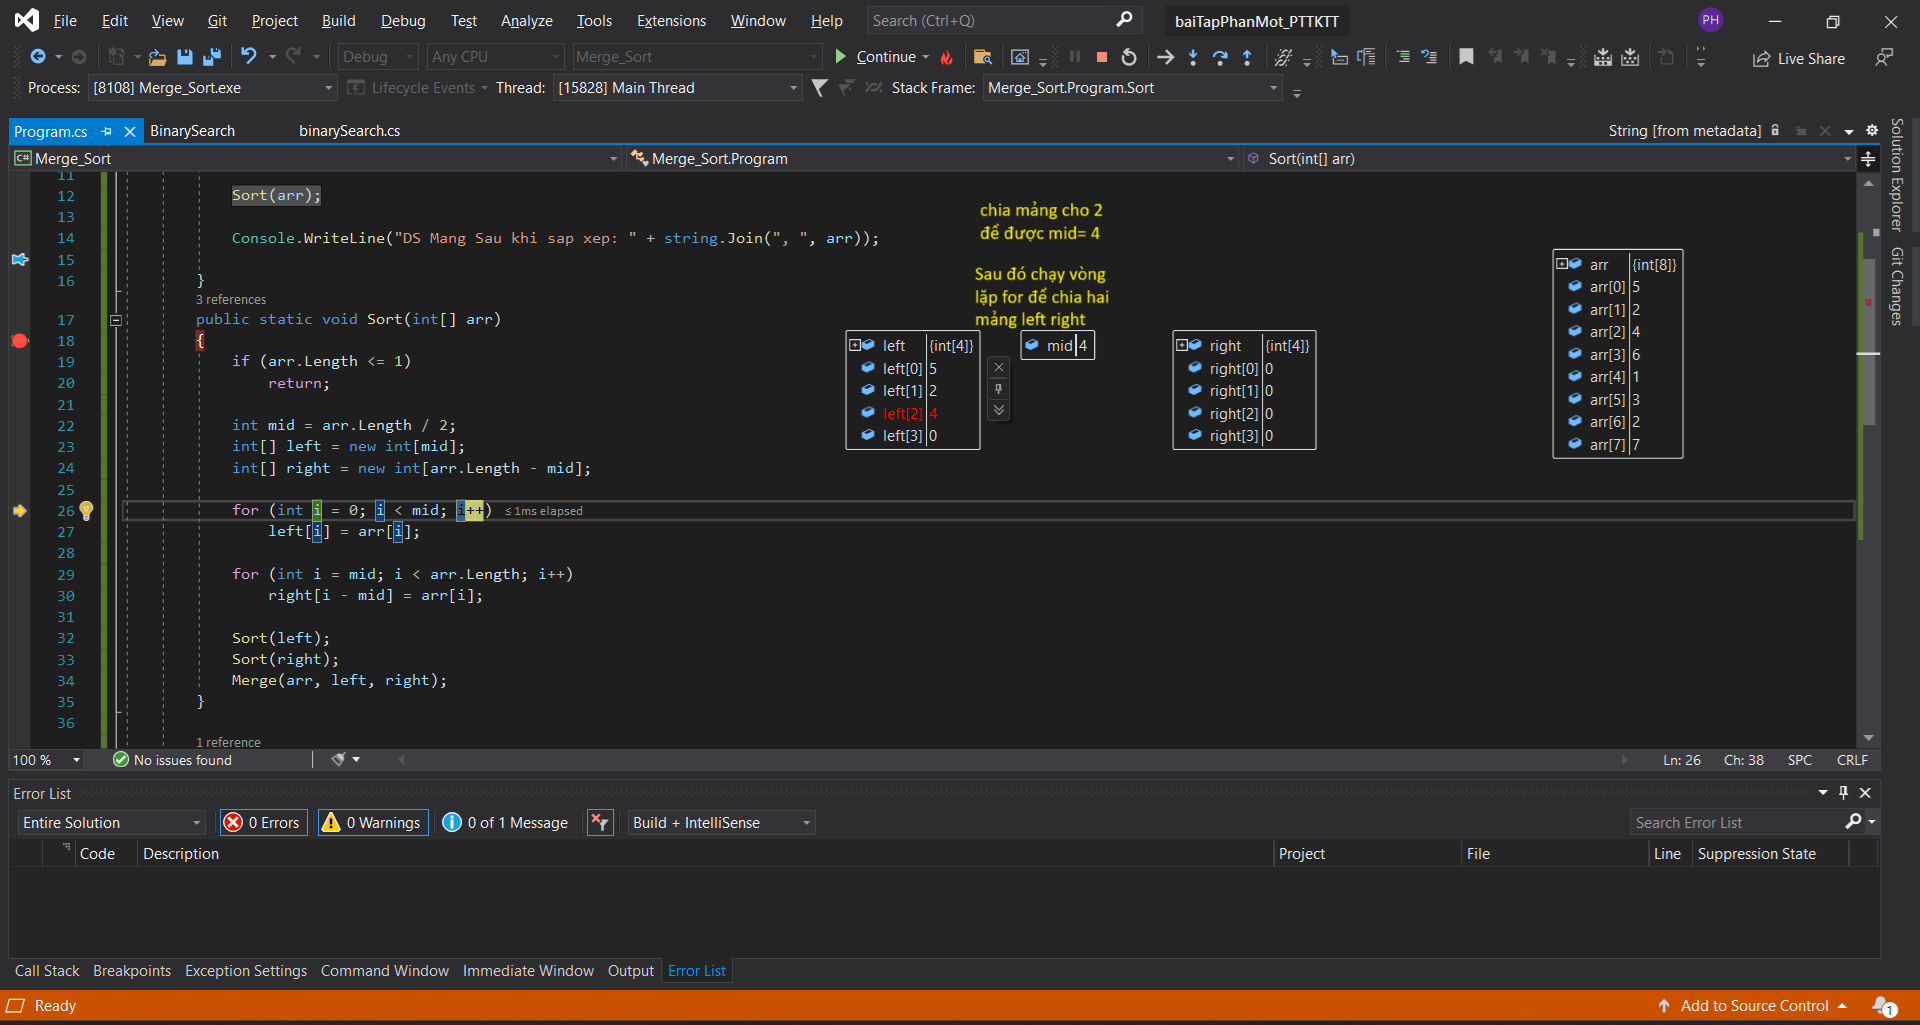 File Edit View Git Project Build Debug Test Analyze Tools Extensions Window Help Search (Ctrl+Q) baiTapPhanMot_PTTKTT PH
Debug Any CPU Merge_Sort Continue Live Share
Process: [8108] Merge_Sort.exe Lifecycle Events Thread: [15828] Main Thread Stack Frame: Merge_Sort.Program.Sort
Program.cs BinarySearch binarySearch.cs String [from metadata]
C# Merge_Sort Merge_Sort.Program Sort(int[] arr)
Solution Explorer
Git Changes
11
12 Sort(arr);
13
14 Console.WriteLine("DS Mang Sau khi sap xep: " + string.Join(", ", arr));
15
16 }
3 references
17 public static void Sort(int[] arr)
18 {
19 if (arr.Length <= 1)
20 return;
21
22 int mid = arr.Length / 2;
23 int[] left = new int[mid];
24 int[] right = new int[arr.Length - mid];
25
26 for (int i = 0; i < mid; i++) ≤ 1ms elapsed
27 left[i] = arr[i];
28
29 for (int i = mid; i < arr.Length; i++)
30 right[i - mid] = arr[i];
31
32 Sort(left);
33 Sort(right);
34 Merge(arr, left, right);
35 }
36
1 reference
chia mảng cho 2
để được mid= 4
Sau đó chạy vòng
lặp for để chia hai
mảng left right
left {int[4]}
left[0] 5
left[1] 2
left[2] 4
left[3] 0
mid 4
right {int[4]}
right[0] 0
right[1] 0
right[2] 0
right[3] 0
arr {int[8]}
arr[0] 5
arr[1] 2
arr[2] 4
arr[3] 6
arr[4] 1
arr[5] 3
arr[6] 2
arr[7] 7
100 % No issues found Ln: 26 Ch: 38 SPC CRLF
Error List
Entire Solution 0 Errors 0 Warnings 0 of 1 Message Build + IntelliSense Search Error List
Code Description Project File Line Suppression State
Call Stack Breakpoints Exception Settings Command Window Immediate Window Output Error List
Ready Add to Source Control 1